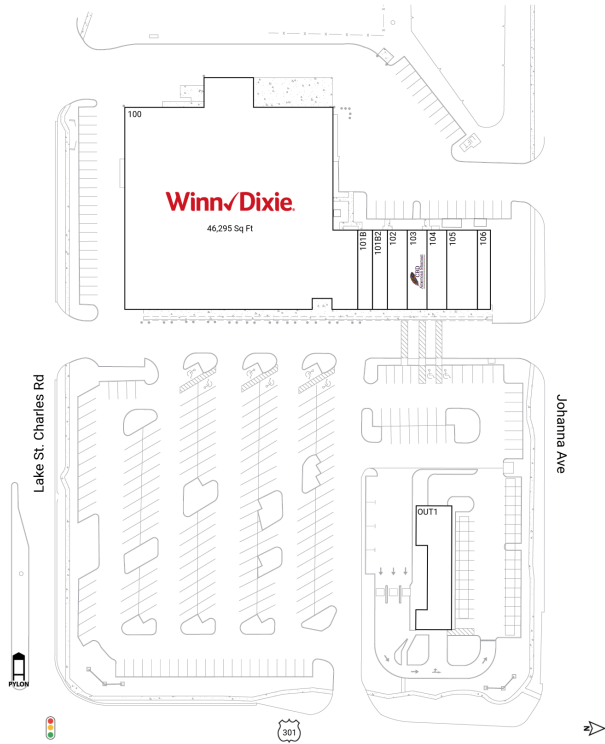 100
Winn✓Dixie.
46,295 Sq Ft
101B
101B2
102
103
CBD
104
105
106
Lake St. Charles Rd
Johanna Ave
OUT1
PYLON
301
N